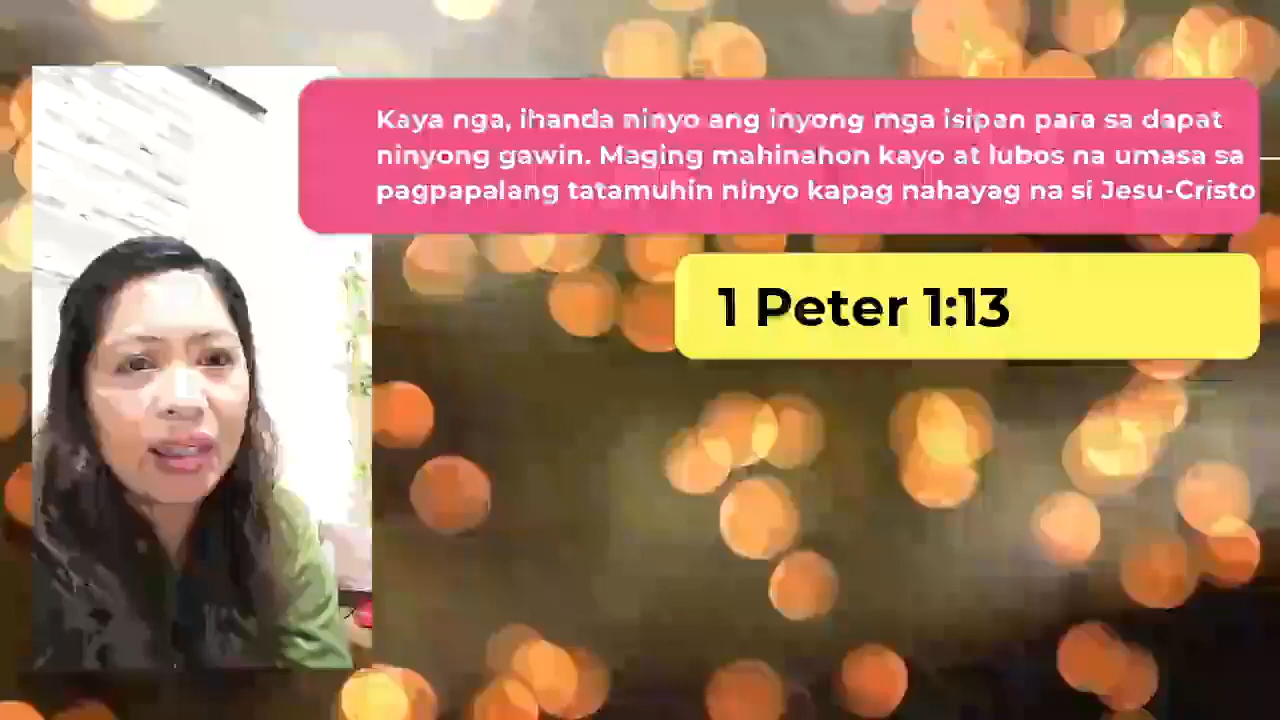 Kaya nga, ihanda ninyo ang inyong mga isipan para sa dapat
ninyong gawin. Maging mahinahon kayo at lubos na umasa sa
pagpapalang tatamuhin ninyo kapag nahayag na si Jesu-Cristo
1 Peter 1:13